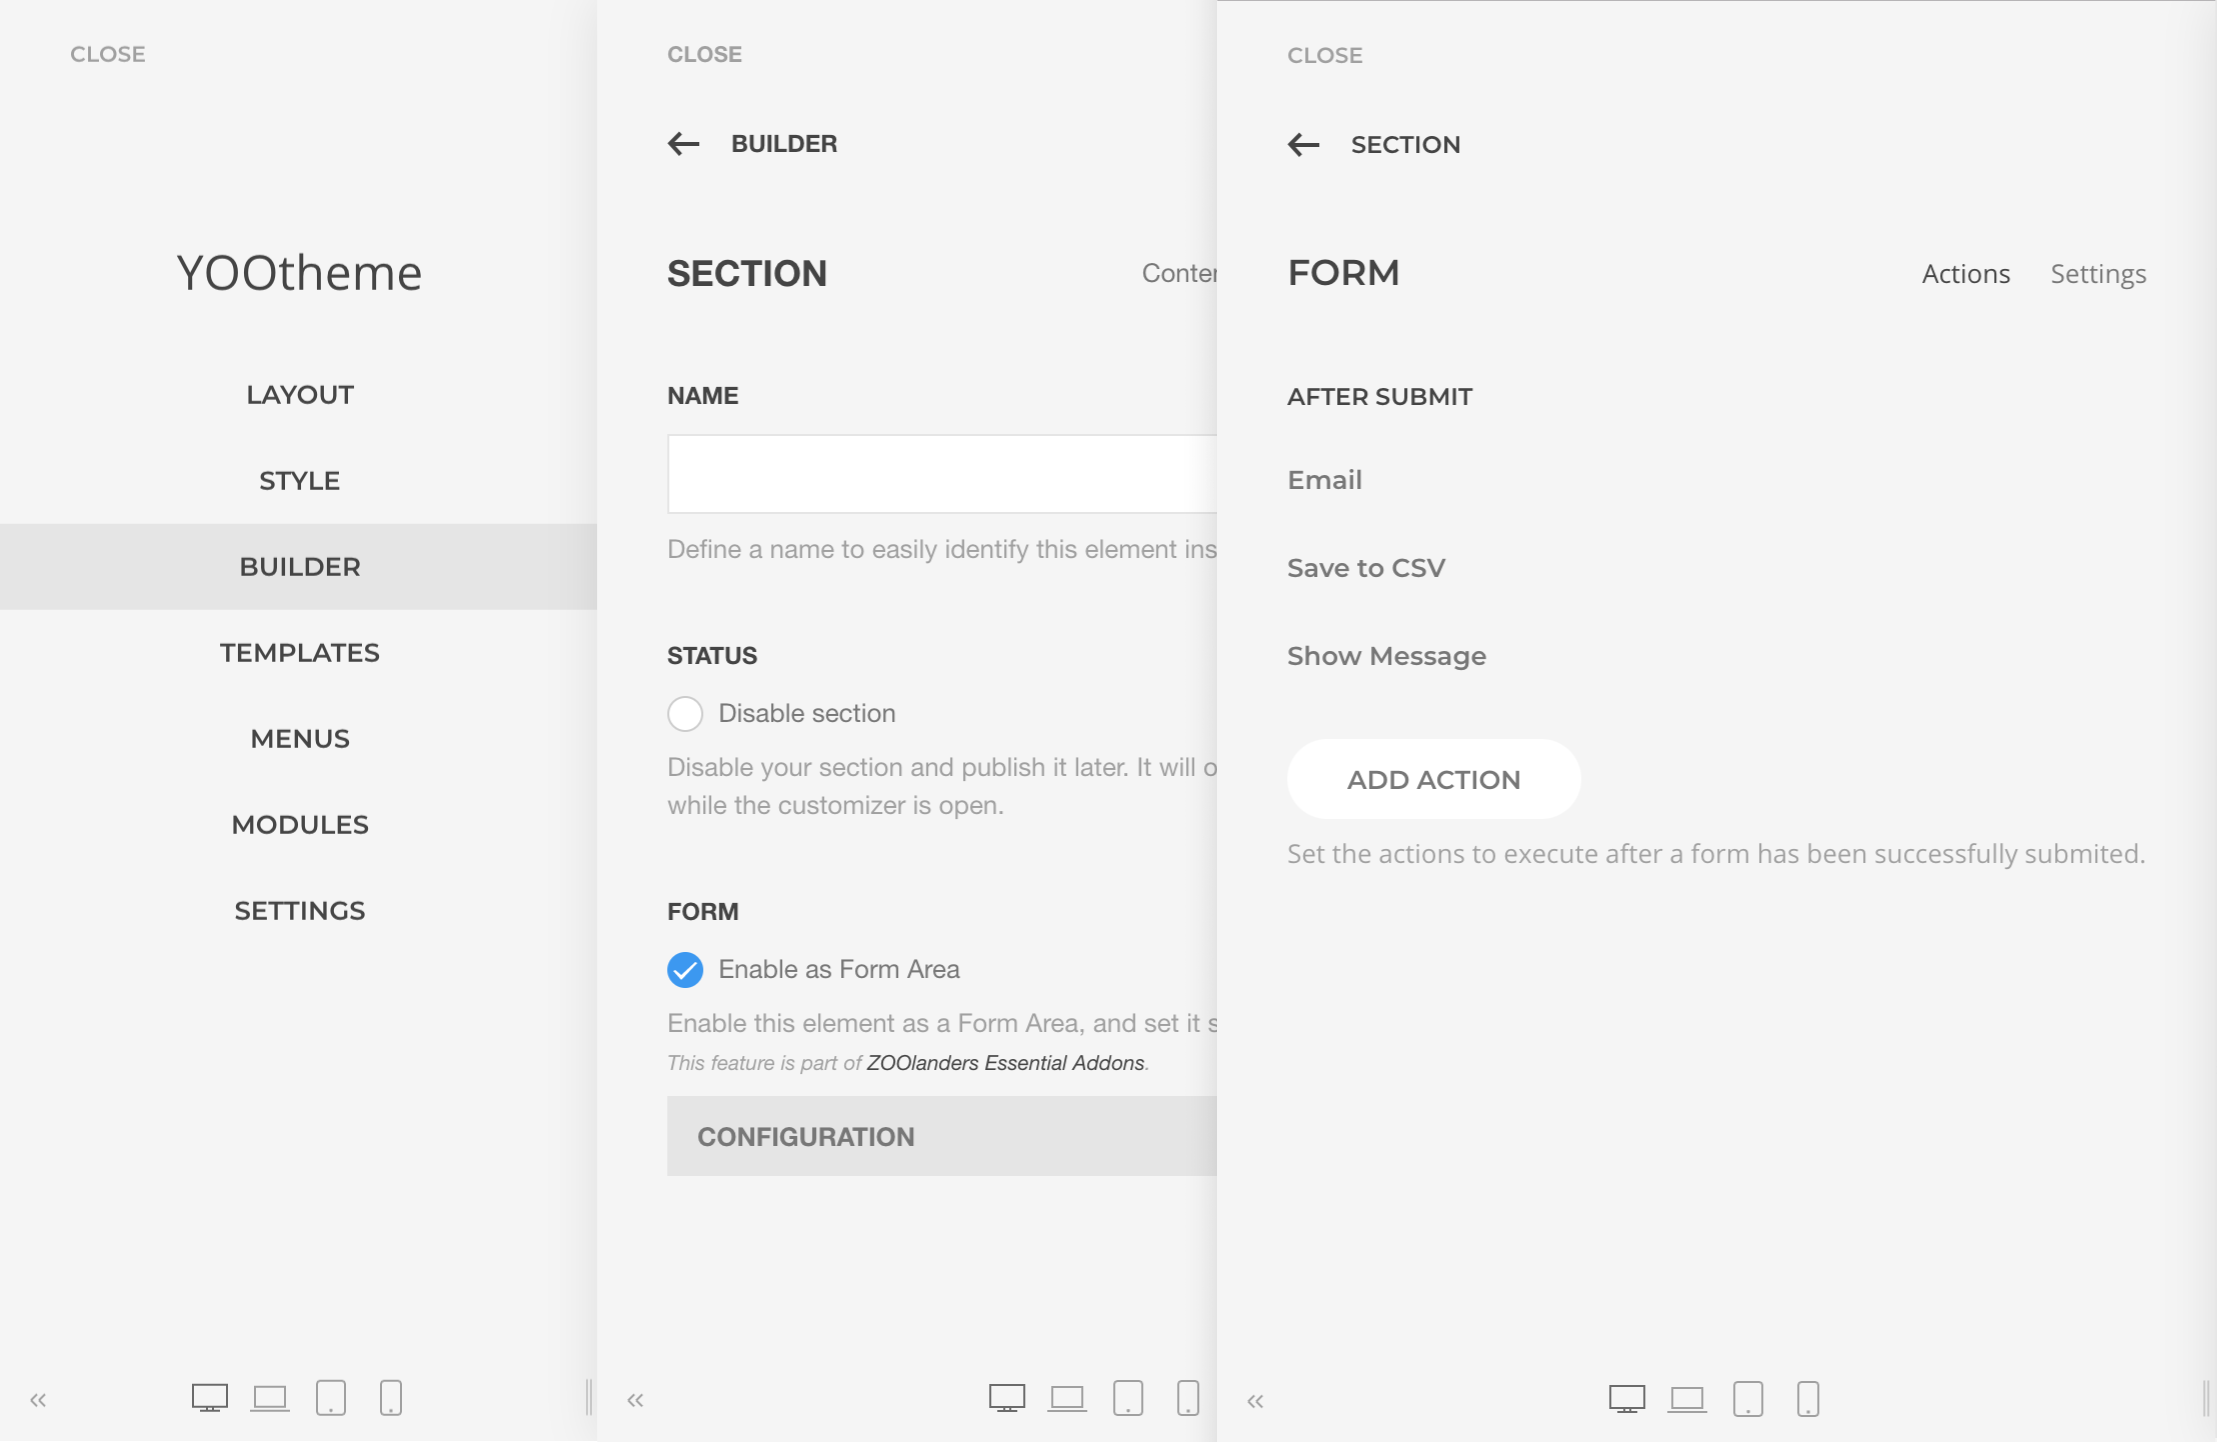 CLOSE
YOOtheme
LAYOUT
STYLE
BUILDER
TEMPLATES
MENUS
MODULES
SETTINGS
CLOSE
BUILDER
SECTION
NAME
Define a name to easily identify this element ins
STATUS
Disable section
Disable your section and publish it later. It will o
while the customizer is open.
FORM
Enable as Form Area
Enable this element as a Form Area, and set it s
This feature is part of ZOOlanders Essential Addons.
CONFIGURATION
CLOSE
SECTION
FORM Actions Settings
AFTER SUBMIT
Email
Save to CSV
Show Message
ADD ACTION
Set the actions to execute after a form has been successfully submited.